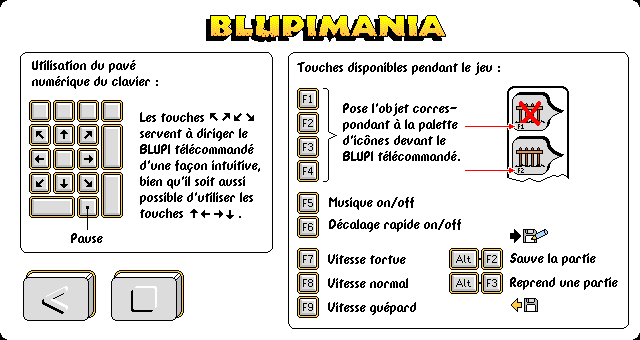 BLUPIMANIA
Utilisation du pavé
numérique du clavier :
Les touches ↖ ↗ ↙ ↘
servent à diriger le
BLUPI télécommandé
d'une façon intuitive,
bien qu'il soit aussi
possible d'utiliser les
touches ↑ ← → ↓ .
Pause
Touches disponibles pendant le jeu :
F1
F2
F3
F4
Pose l'objet corres-
pondant à la palette
d'icônes devant le
BLUPI télécommandé.
F1
F2
F5 Musique on/off
F6 Décalage rapide on/off
F7 Vitesse tortue
F8 Vitesse normal
F9 Vitesse guépard
Alt F2 Sauve la partie
Alt F3 Reprend une partie